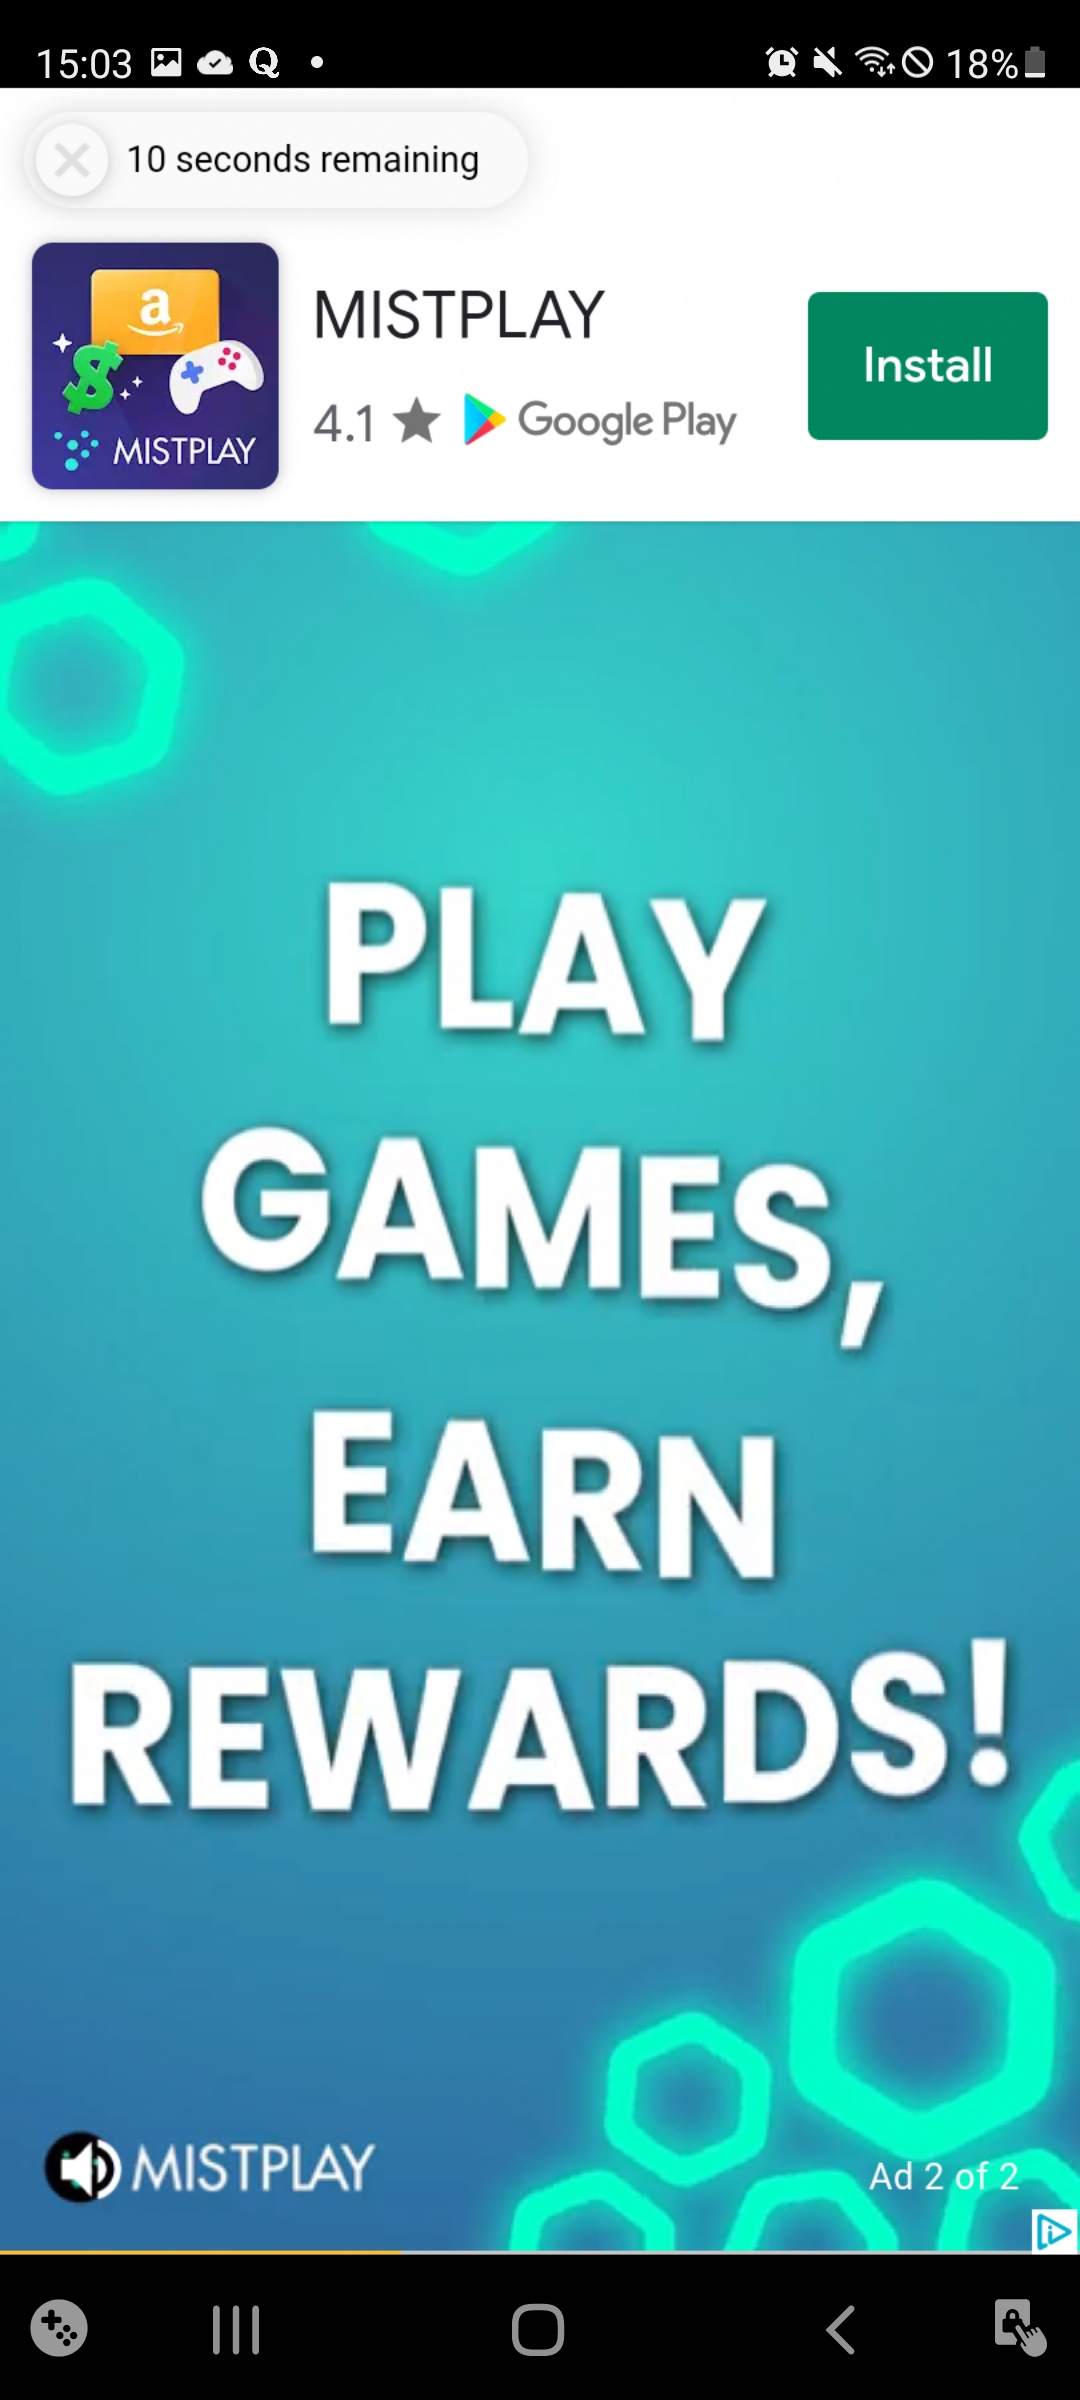 15:03 Q 18%
10 seconds remaining
MISTPLAY
4.1 Google Play
Install
a
$
MISTPLAY
PLAY
GAMES,
EARN
REWARDS!
MISTPLAY
Ad 2 of 2